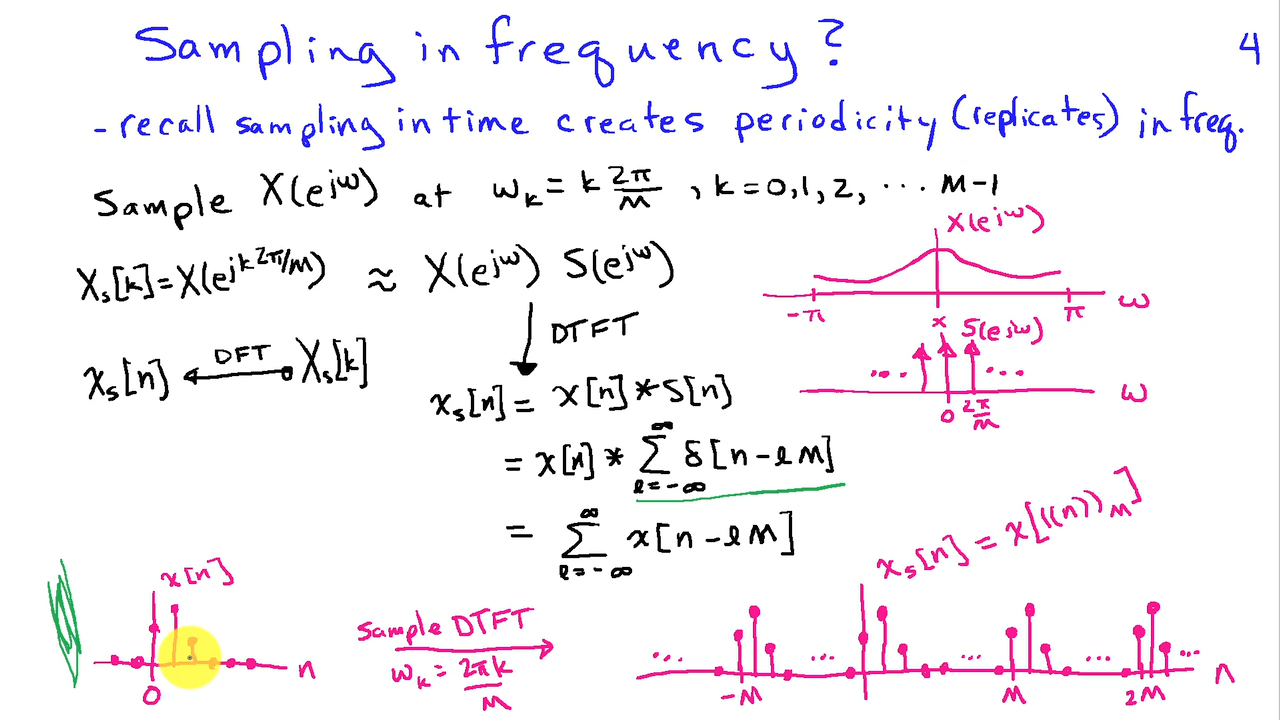 Sampling in frequency?
4
- recall sampling in time creates periodicity (replicates) in freq.
Sample X(e^{jω}) at ω_k = k 2π/M , k = 0, 1, 2, ... M-1
X_s[k] = X(e^{jk2π/M}) ≈ X(e^{jω}) S(e^{jω})
DTFT
x_s[n] ← DFT X_s[k]
x_s[n] = x[n] * s[n]
= x[n] * ∑_{ℓ=-∞}^{∞} δ[n-ℓM]
= ∑_{ℓ=-∞}^{∞} x[n-ℓM]
X(e^{jω})
-π x π ω
S(e^{jω})
... ...
0 2π/M ω
x_s[n] = x[((n))_M]
x[n]
0 n
Sample DTFT
ω_k = 2πk/M
... ... ... ... ...
-M M 2M n